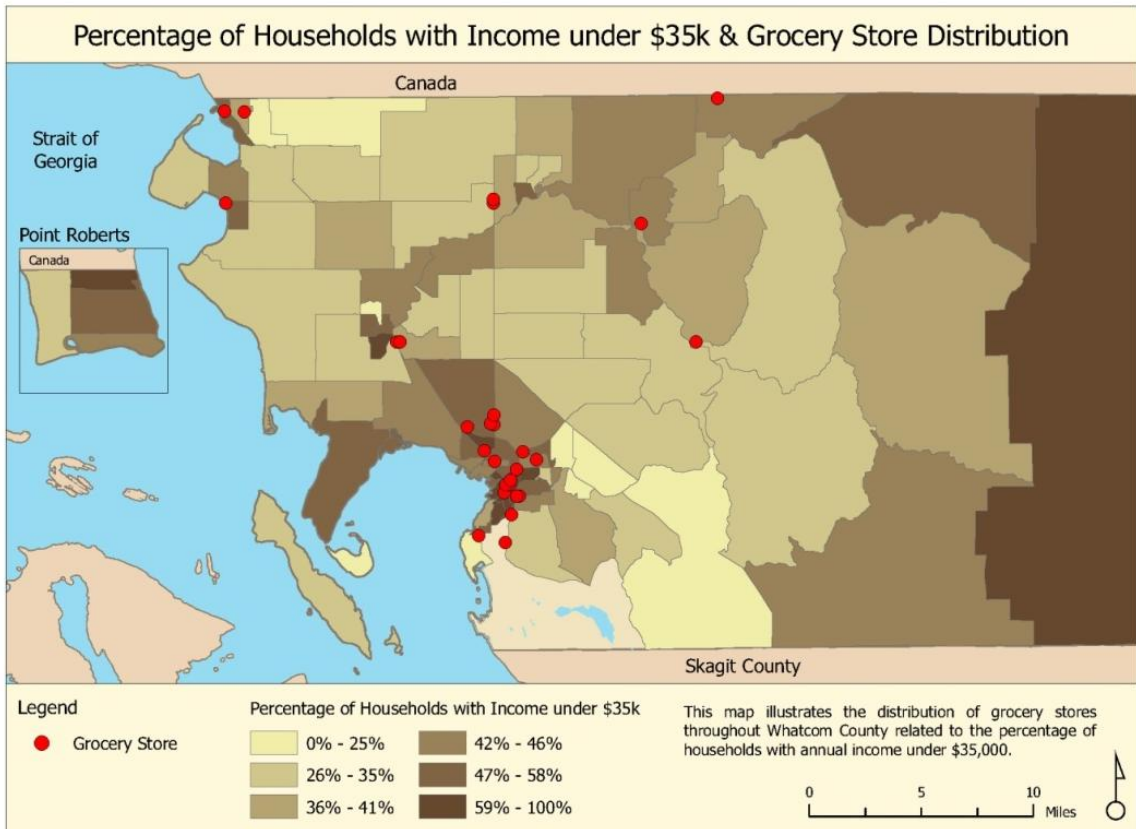 Percentage of Households with Income under $35k & Grocery Store Distribution
Canada
Strait of
Georgia
Point Roberts
Canada
Skagit County
Legend
Grocery Store
Percentage of Households with Income under $35k
0% - 25%
26% - 35%
36% - 41%
42% - 46%
47% - 58%
59% - 100%
This map illustrates the distribution of grocery stores
throughout Whatcom County related to the percentage of
households with annual income under $35,000.
0 5 10
Miles